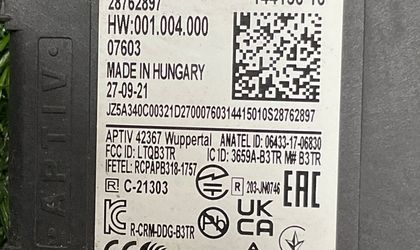 28762897
HW:001.004.000
07603
MADE IN HUNGARY
27-09-21
JZ5A340C00321D27000760314415010S28762897
APTIV 42367 Wuppertal ANATEL ID: 06433-17-06830
FCC ID: LTQB3TR IC ID: 3659A-B3TR M# B3TR
IFETEL: RCPAPB318-1757
R C-21303
R 203-JN0746
EAC
R-CRM-DDG-B3TR
UK
CA
APTIV